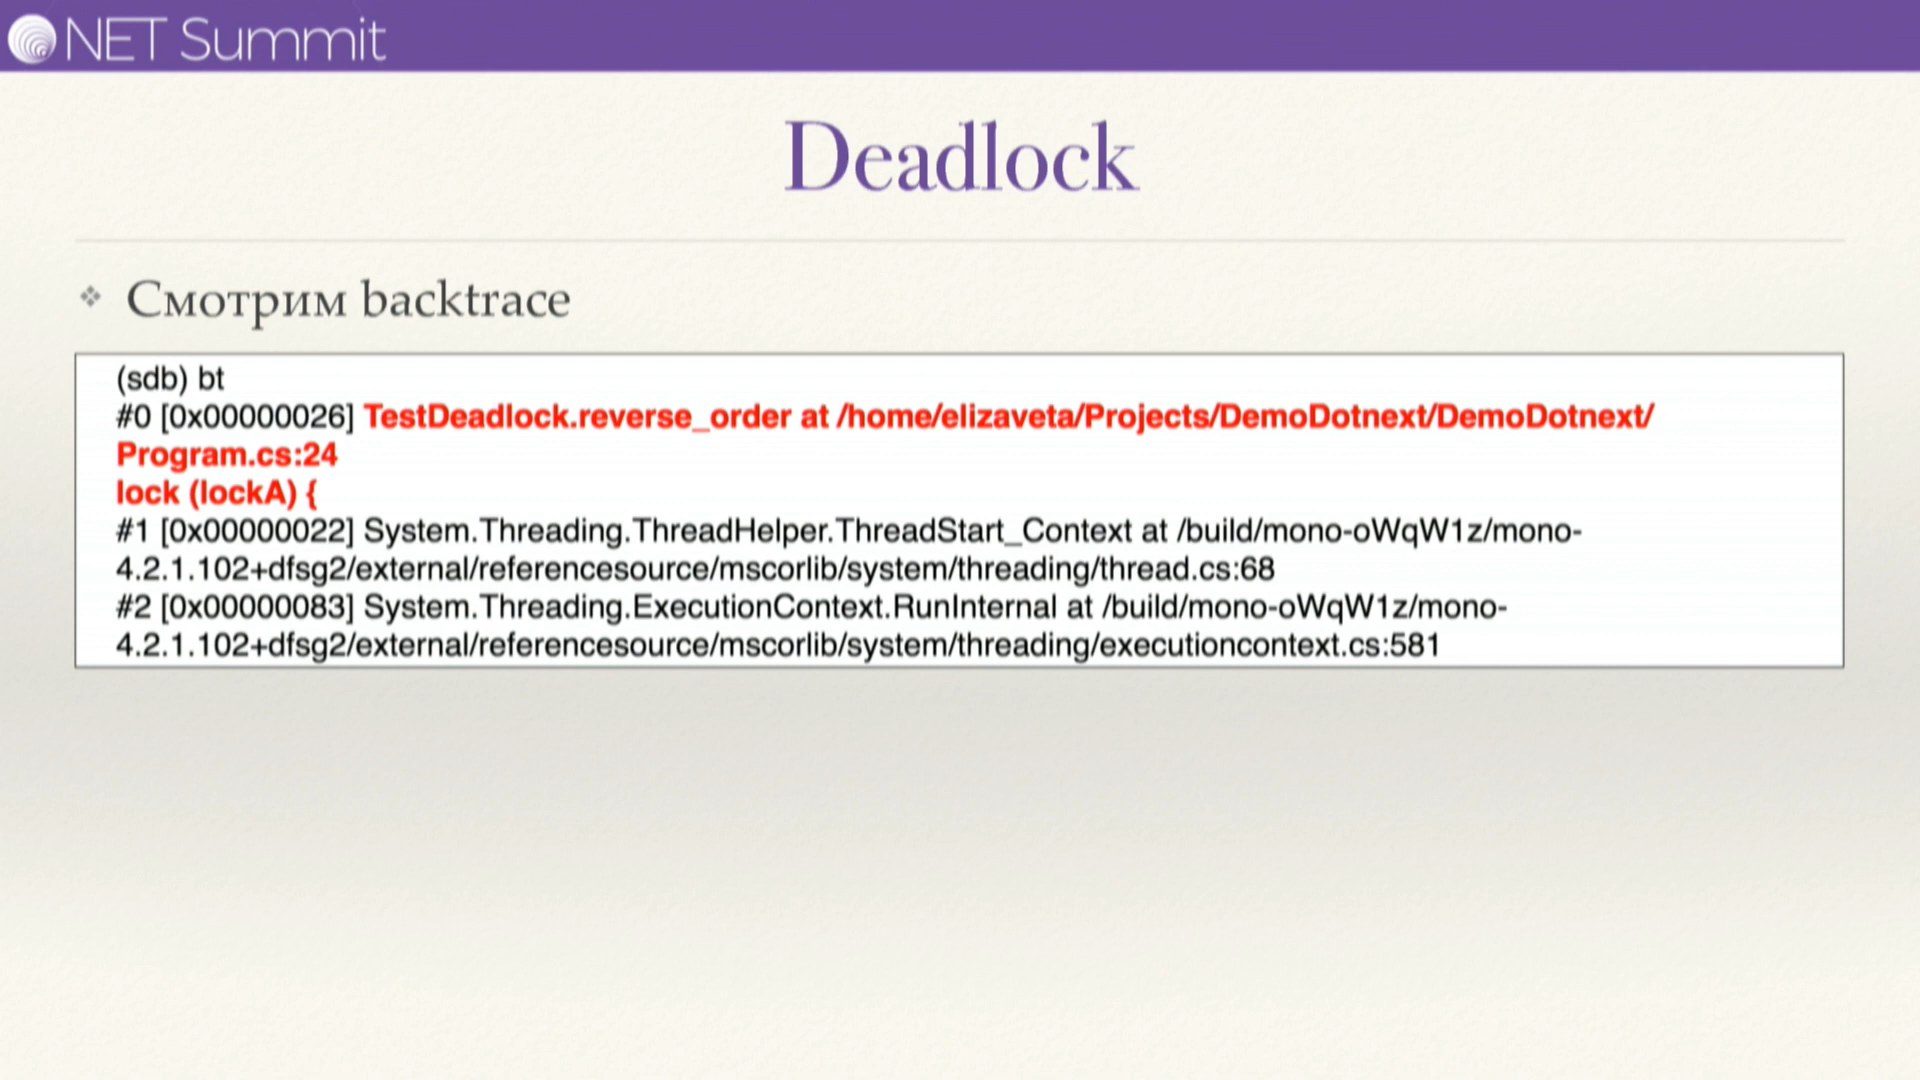 NET Summit
Deadlock
Смотрим backtrace
(sdb) bt
#0 [0x00000026] TestDeadlock.reverse_order at /home/elizaveta/Projects/DemoDotnext/DemoDotnext/
Program.cs:24
lock (lockA) {
#1 [0x00000022] System.Threading.ThreadHelper.ThreadStart_Context at /build/mono-oWqW1z/mono-
4.2.1.102+dfsg2/external/referencesource/mscorlib/system/threading/thread.cs:68
#2 [0x00000083] System.Threading.ExecutionContext.RunInternal at /build/mono-oWqW1z/mono-
4.2.1.102+dfsg2/external/referencesource/mscorlib/system/threading/executioncontext.cs:581